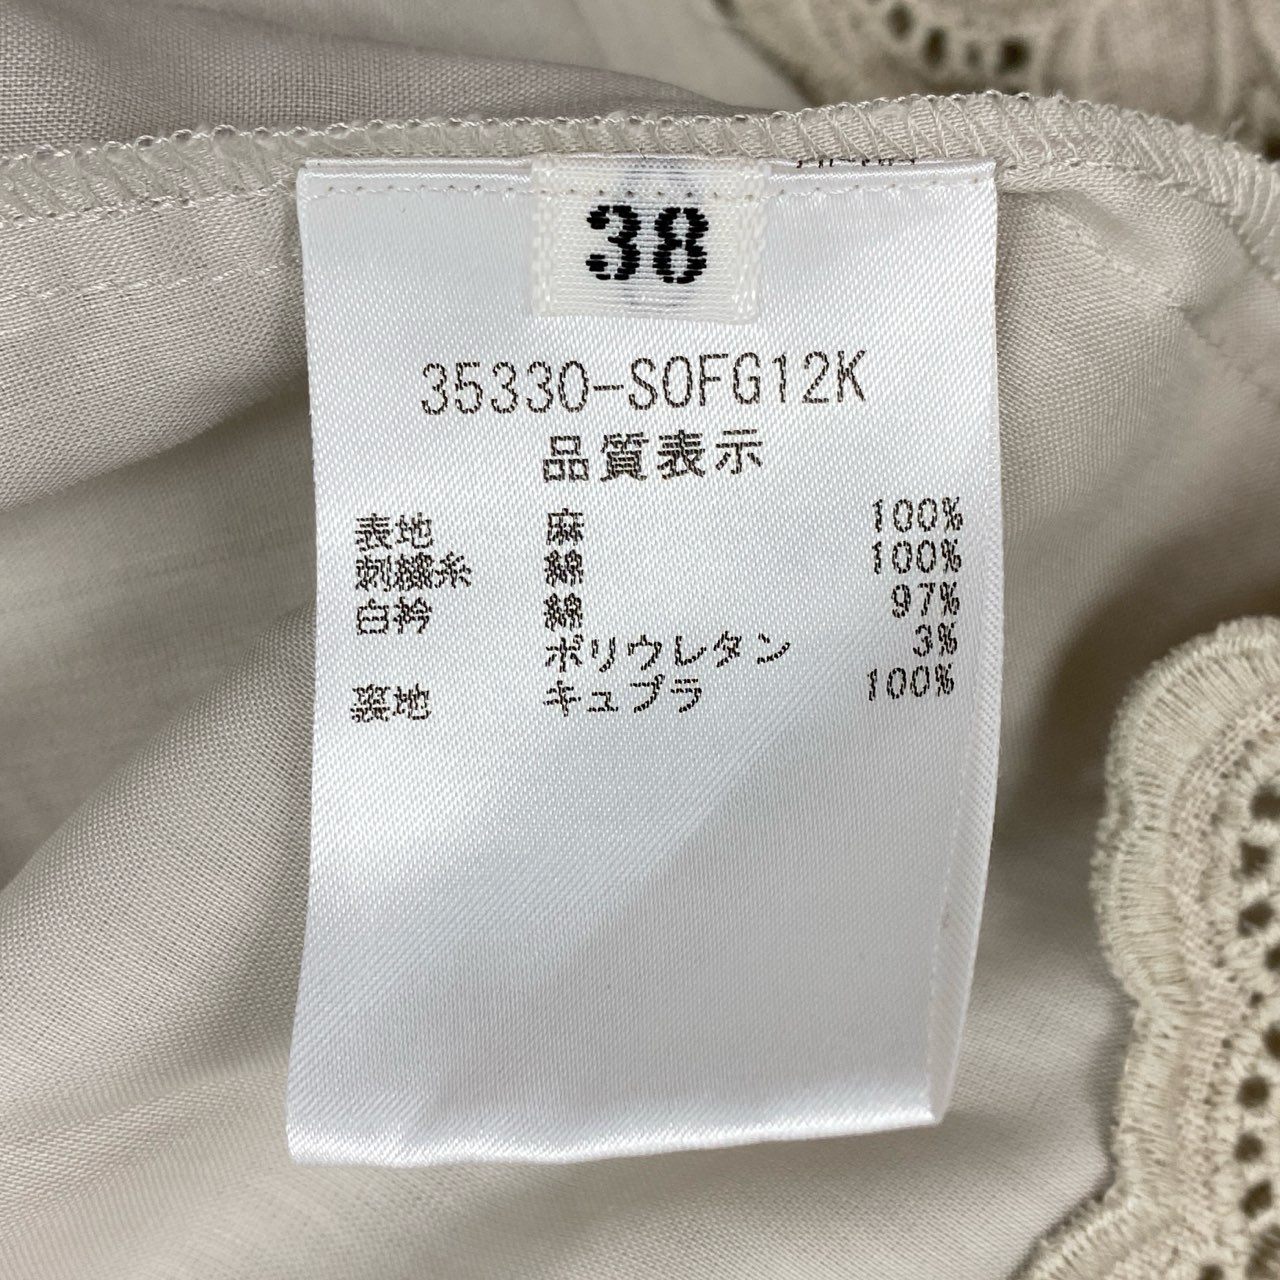 38
35330-S0FG12K
品質表示
表地 麻 100%
刺繍糸 綿 100%
白衿 綿 97%
ポリウレタン 3%
裏地 キュプラ 100%